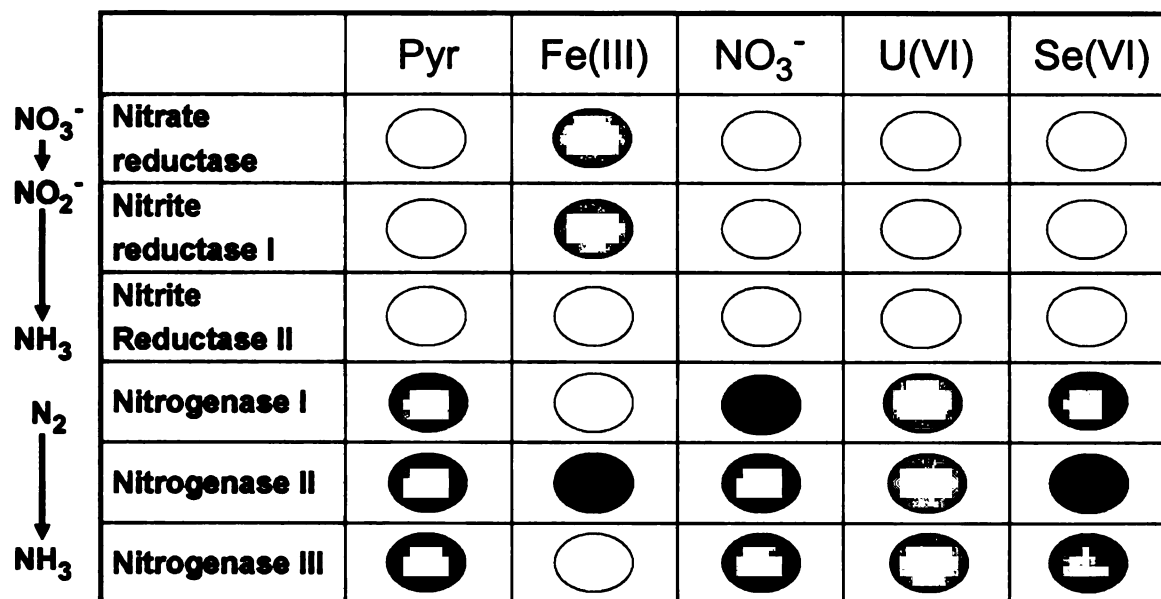 Pyr Fe(III) NO₃⁻ U(VI) Se(VI)
NO₃⁻
Nitrate
reductase
NO₂⁻
Nitrite
reductase I
Nitrite
Reductase II
NH₃
N₂
Nitrogenase I
Nitrogenase II
Nitrogenase III
NH₃